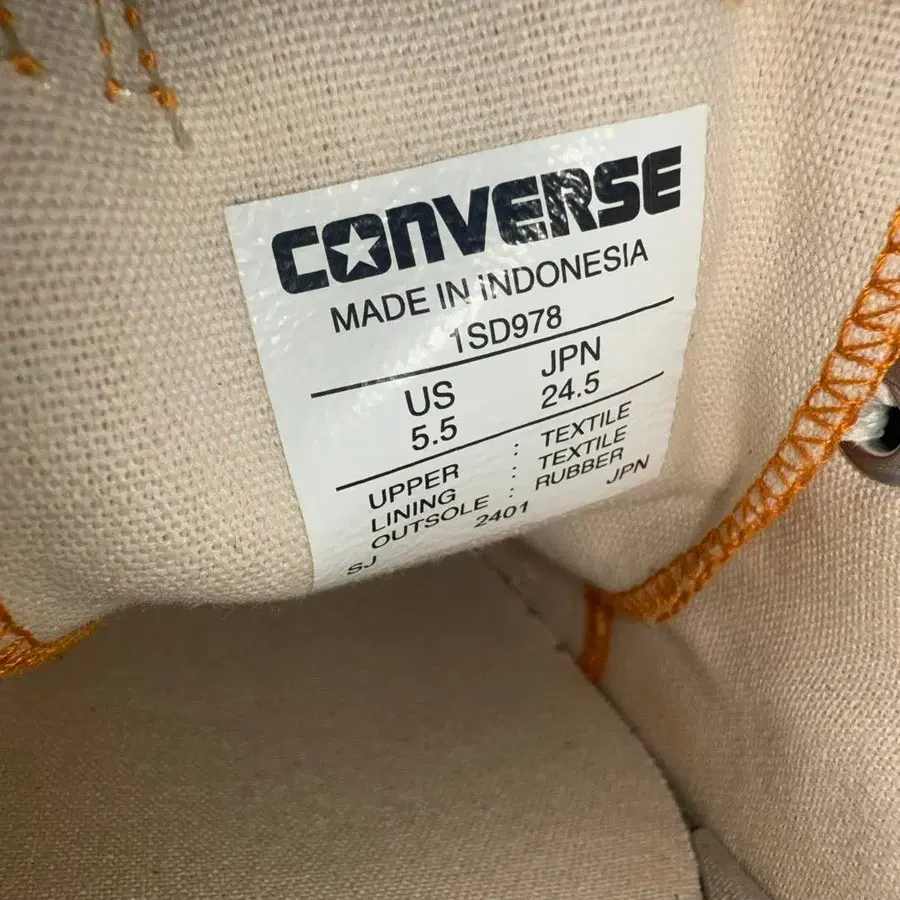 CONVERSE
MADE IN INDONESIA
1SD978
US JPN
5.5 24.5
UPPER : TEXTILE
LINING : TEXTILE
OUTSOLE : RUBBER
SJ 2401 JPN